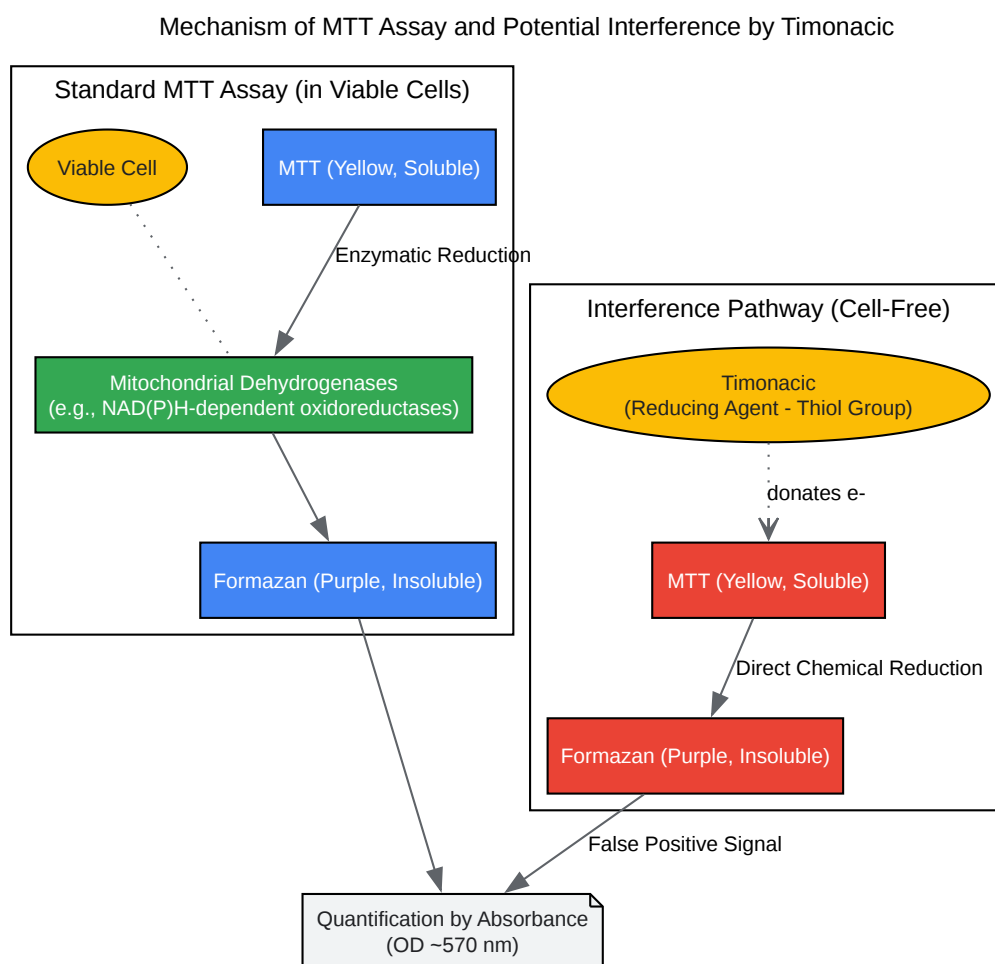 Mechanism of MTT Assay and Potential Interference by Timonacic
Standard MTT Assay (in Viable Cells)
Viable Cell
MTT (Yellow, Soluble)
Enzymatic Reduction
Mitochondrial Dehydrogenases
(e.g., NAD(P)H-dependent oxidoreductases)
Formazan (Purple, Insoluble)
Interference Pathway (Cell-Free)
Timonacic
(Reducing Agent - Thiol Group)
donates e-
MTT (Yellow, Soluble)
Direct Chemical Reduction
Formazan (Purple, Insoluble)
False Positive Signal
Quantification by Absorbance
(OD ~570 nm)